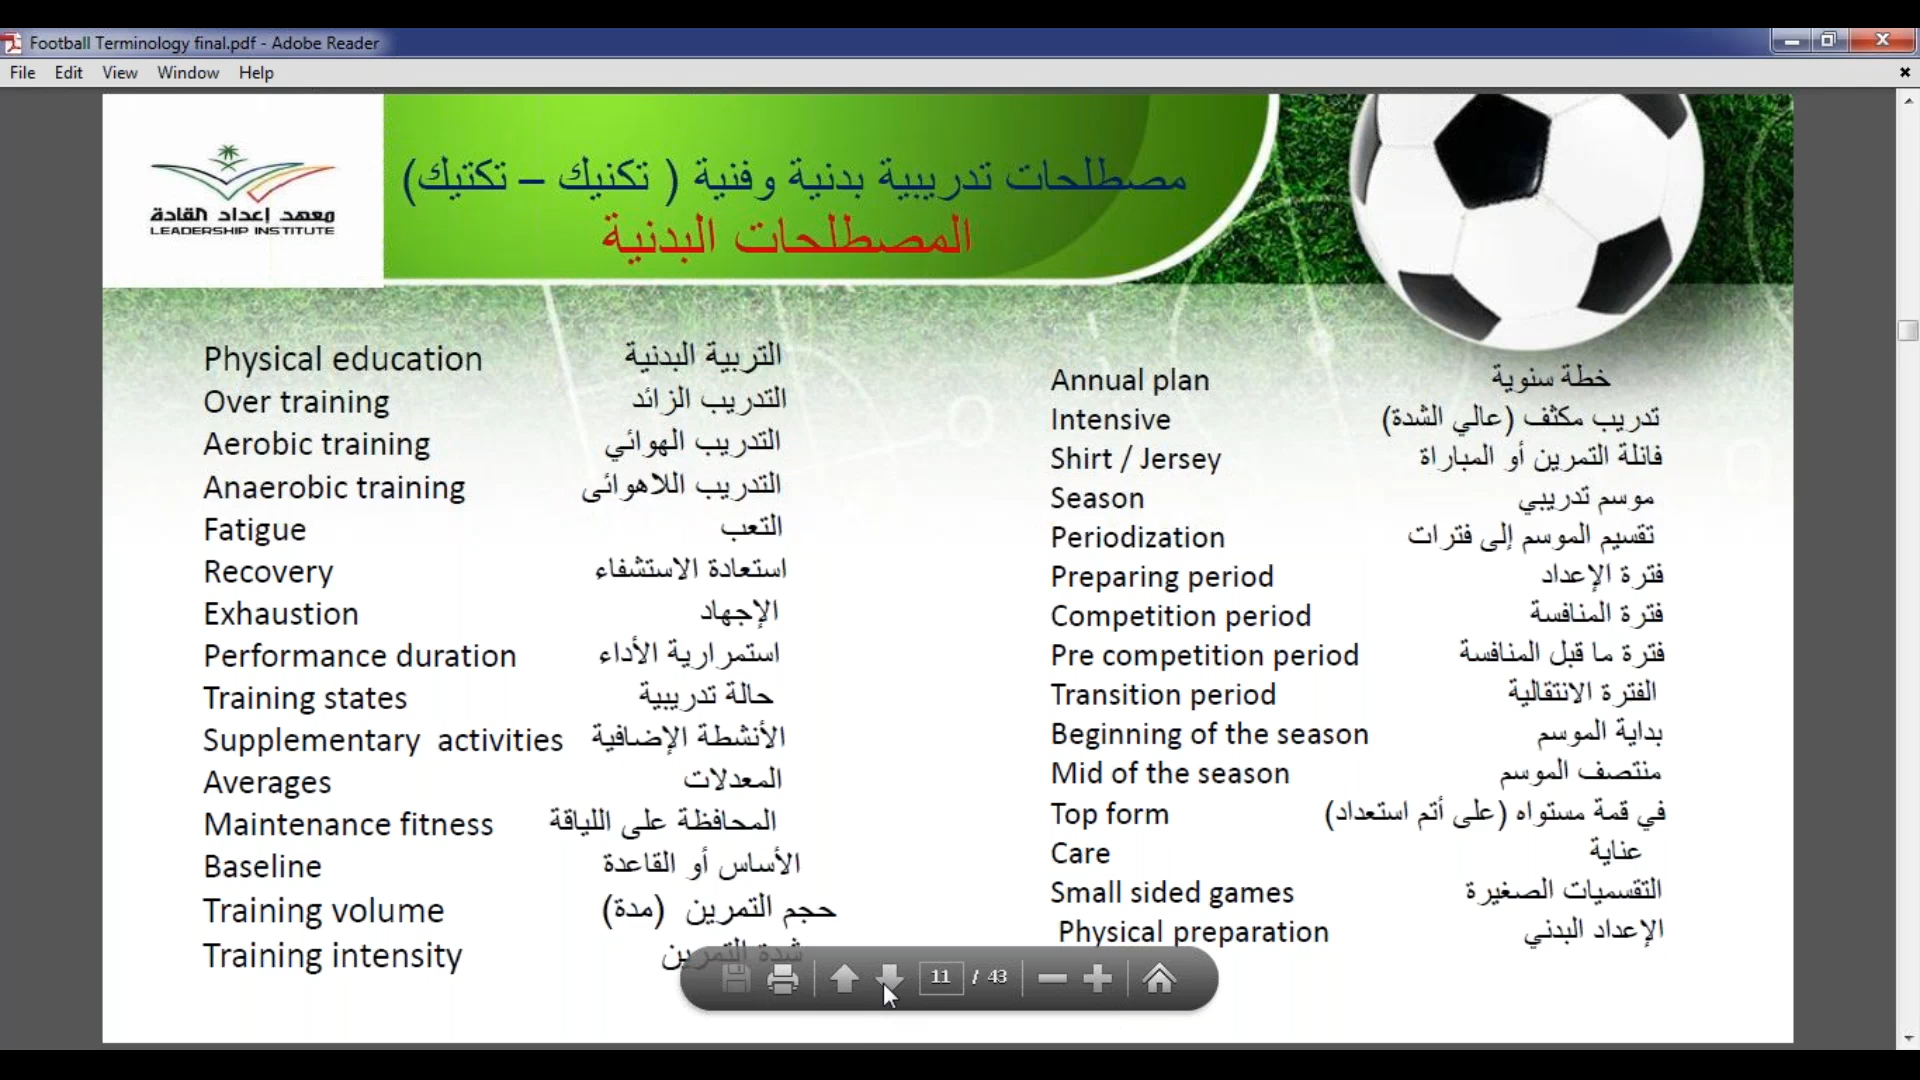 Football Terminology final.pdf - Adobe Reader
File Edit View Window Help
معهد إعداد القادة
LEADERSHIP INSTITUTE
مصطلحات تدريبية بدنية وفنية ( تكنيك – تكتيك)
المصطلحات البدنية
Physical education التربية البدنية
Over training التدريب الزائد
Aerobic training التدريب الهوائي
Anaerobic training التدريب اللاهوائى
Fatigue التعب
Recovery استعادة الاستشفاء
Exhaustion الإجهاد
Performance duration استمرارية الأداء
Training states حالة تدريبية
Supplementary activities الأنشطة الإضافية
Averages المعدلات
Maintenance fitness المحافظة على اللياقة
Baseline الأساس أو القاعدة
Training volume حجم التمرين (مدة)
Training intensity شدة التمرين
Annual plan خطة سنوية
Intensive تدريب مكثف (عالي الشدة)
Shirt / Jersey فانلة التمرين أو المباراة
Season موسم تدريبي
Periodization تقسيم الموسم إلى فترات
Preparing period فترة الإعداد
Competition period فترة المنافسة
Pre competition period فترة ما قبل المنافسة
Transition period الفترة الانتقالية
Beginning of the season بداية الموسم
Mid of the season منتصف الموسم
Top form في قمة مستواه (على أتم استعداد)
Care عناية
Small sided games التقسميات الصغيرة
Physical preparation الإعداد البدني
11 / 43